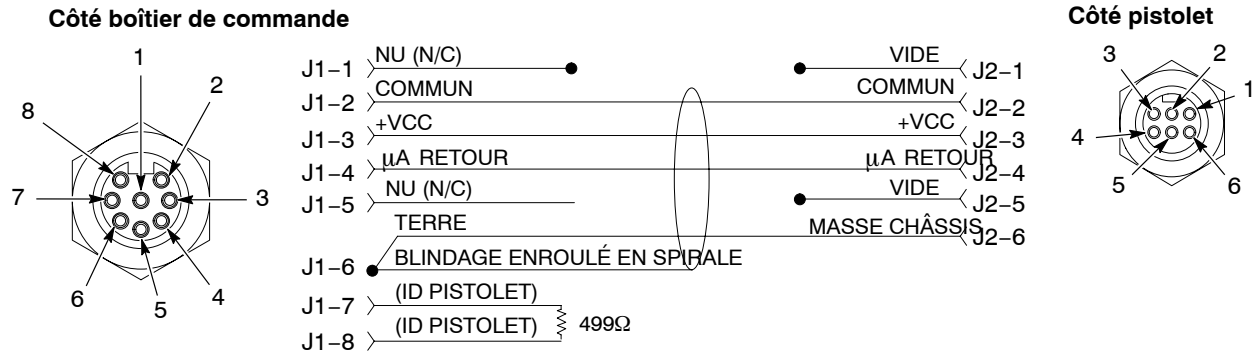 Côté boîtier de commande
Côté pistolet
1
2
3
4
5
6
7
8
J1−1 NU (N/C) VIDE J2−1
J1−2 COMMUN COMMUN J2−2
J1−3 +VCC +VCC J2−3
J1−4 μA RETOUR μA RETOUR J2−4
J1−5 NU (N/C) VIDE J2−5
TERRE MASSE CHÂSSIS J2−6
J1−6 BLINDAGE ENROULÉ EN SPIRALE
J1−7 (ID PISTOLET)
499Ω
J1−8 (ID PISTOLET)
3
2
1
4
5
6